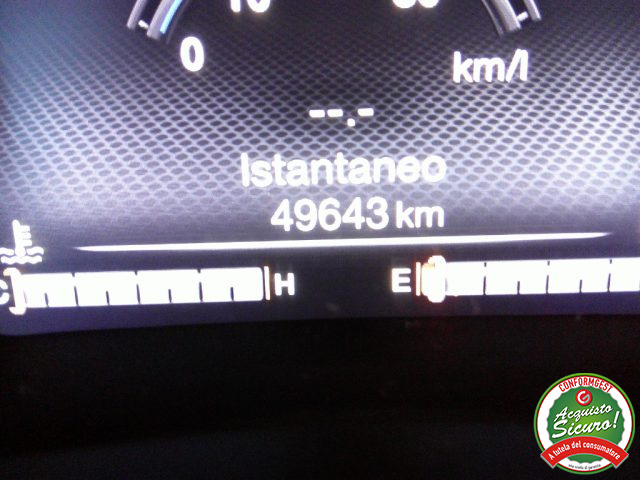 0
km/l
--.-
Istantaneo
49643 km
C
H
E
CONFORMGEST
Acquisto
Sicuro!
A tutela del consumatore